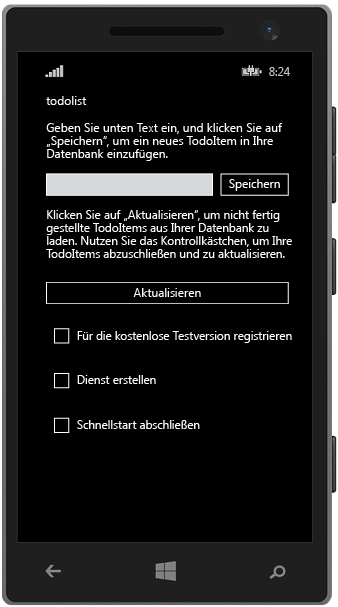 8:24
todolist
Geben Sie unten Text ein, und klicken Sie auf
„Speichern“, um ein neues TodoItem in Ihre
Datenbank einzufügen.
Speichern
Klicken Sie auf „Aktualisieren“, um nicht fertig
gestellte TodoItems aus Ihrer Datenbank zu
laden. Nutzen Sie das Kontrollkästchen, um Ihre
TodoItems abzuschließen und zu aktualisieren.
Aktualisieren
Für die kostenlose Testversion registrieren
Dienst erstellen
Schnellstart abschließen